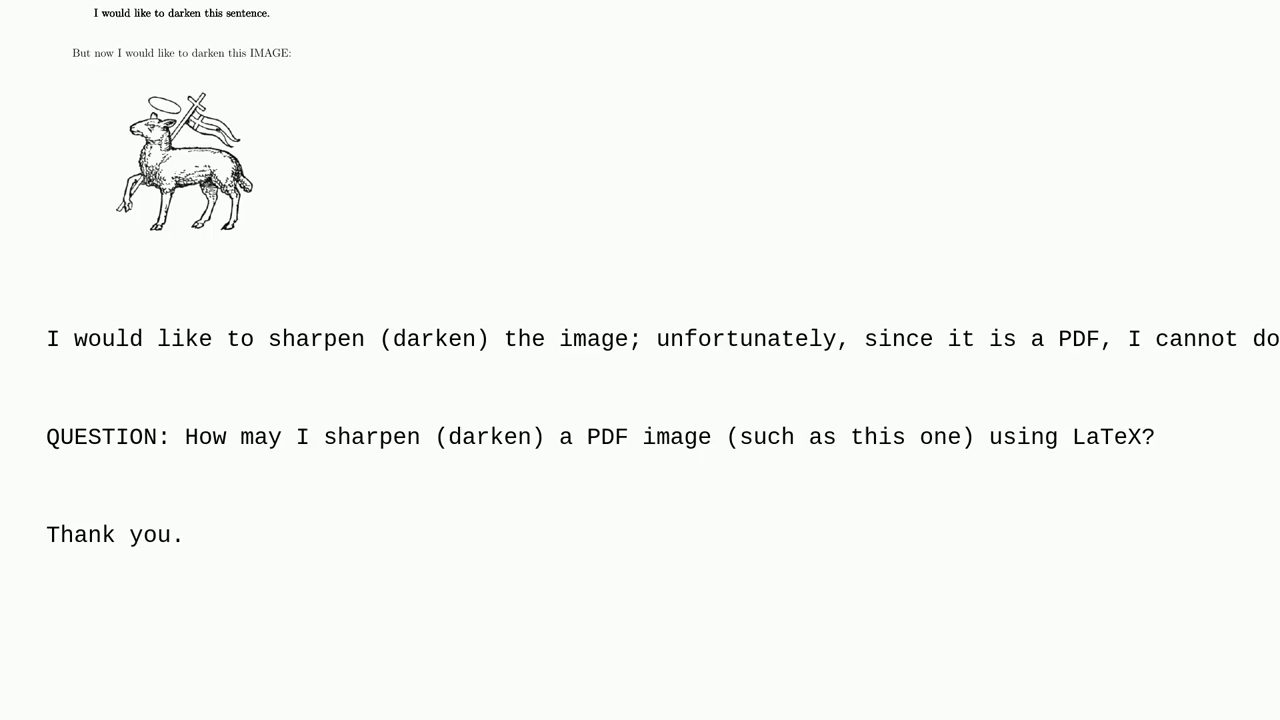 I would like to darken this sentence.
But now I would like to darken this IMAGE:
I would like to sharpen (darken) the image; unfortunately, since it is a PDF, I cannot do
QUESTION: How may I sharpen (darken) a PDF image (such as this one) using LaTeX?
Thank you.